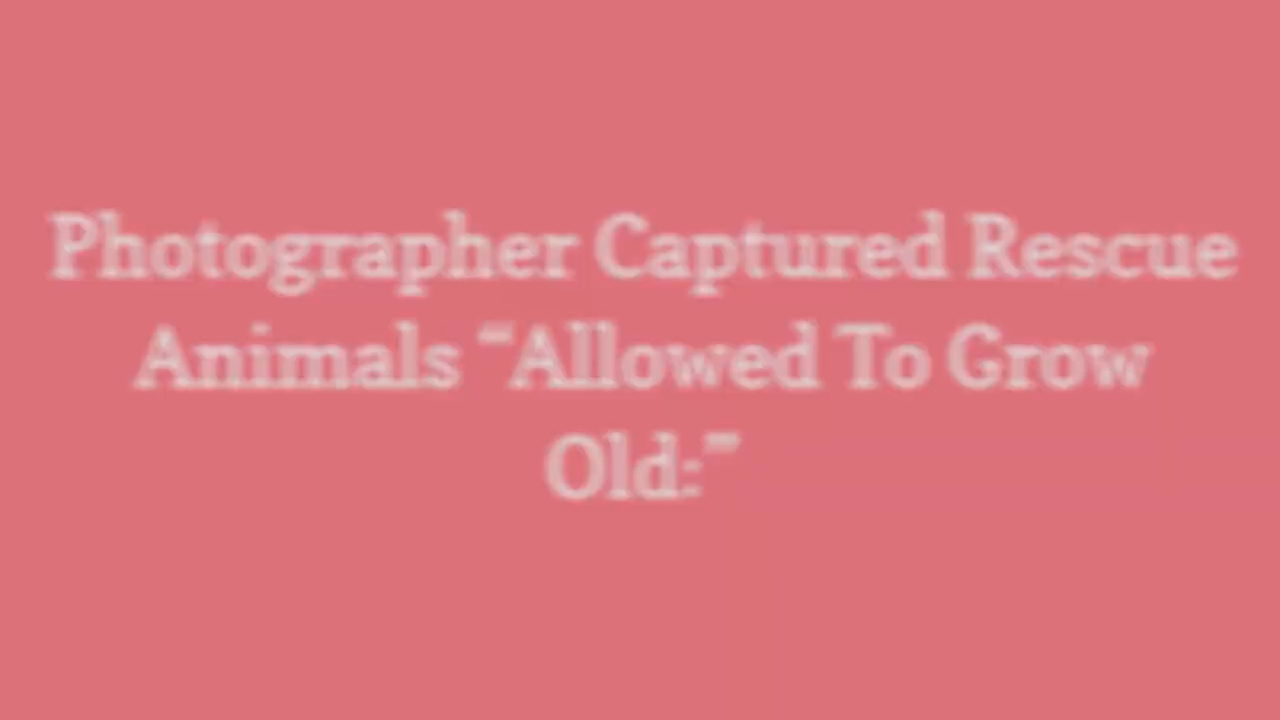 Photographer Captured Rescue
Animals “Allowed To Grow
Old:”